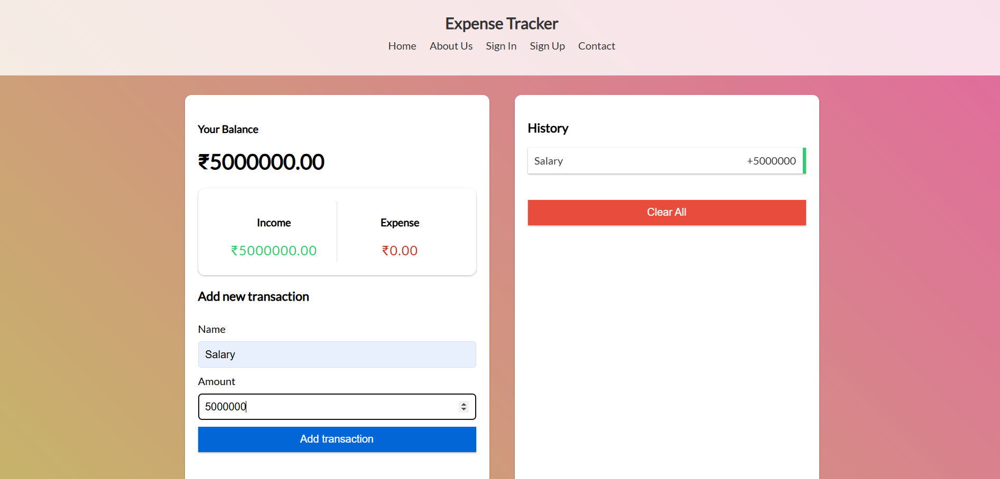 Expense Tracker
Home About Us Sign In Sign Up Contact
Your Balance
₹5000000.00
Income
₹5000000.00
Expense
₹0.00
Add new transaction
Name
Salary
Amount
5000000
Add transaction
History
Salary +5000000
Clear All